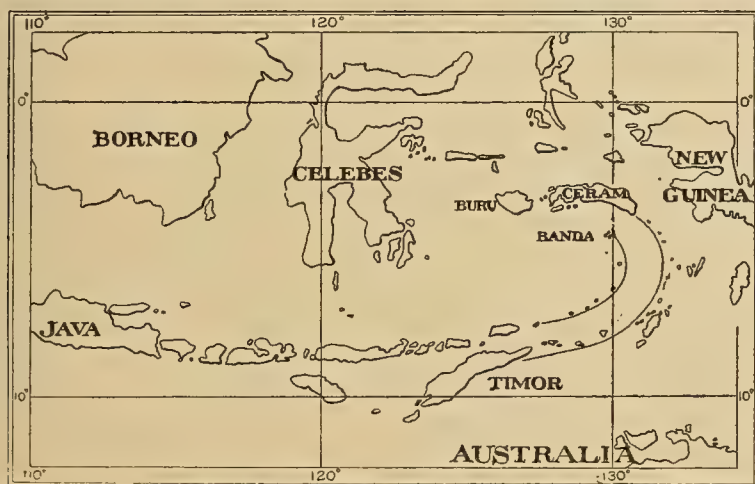 110°
120°
130°
0°
0°
BORNEO
NEW
CELEBES
CERAM
BURU
GUINEA
BANDA
JAVA
TIMOR
10°
10°
AUSTRALIA
110°
120°
130°